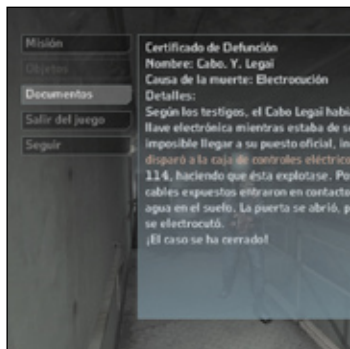 Misión
Objetos
Documentos
Salir del juego
Seguir
Certificado de Defunción
Nombre: Cabo. Y. Legaï
Causa de la muerte: Electrocución
Detalles:
Según los testigos, el Cabo Legaï habí
llave electrónica mientras estaba de se
imposible llegar a su puesto oficial, in
disparó a la caja de controles eléctrico
114, haciendo que ésta explotase. Po
cables expuestos entraron en contacto
agua en el suelo. La puerta se abrió, p
se electrocutó.
¡El caso se ha cerrado!